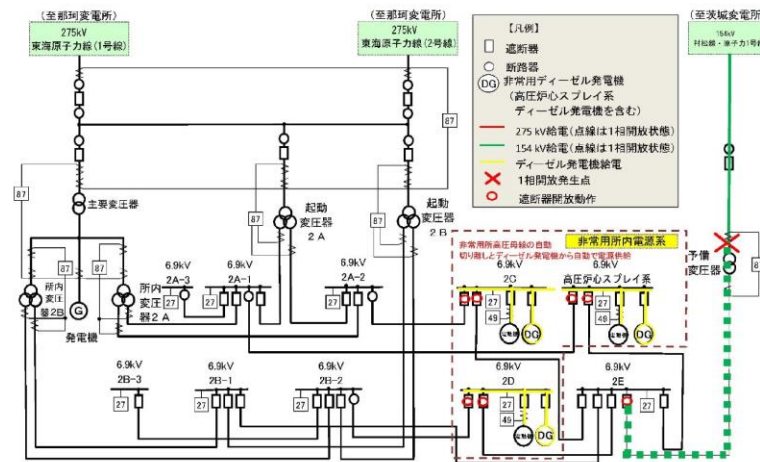 (至那珂変電所)
275kV
東海原子力線(1号線)
(至那珂変電所)
275kV
東海原子力線(2号線)
(至茨城変電所)
154kV
村松線・原子力1号線
【凡例】
遮断器
断路器
DG
非常用ディーゼル発電機
(高圧炉心スプレイ系
ディーゼル発電機を含む)
275 kV給電(点線は1相開放状態)
154 kV給電(点線は1相開放状態)
ディーゼル発電機給電
1相開放発生点
遮断器開放動作
87
87
87
87
87
87
87
主要変圧器
起動
変圧器
2A
起動
変圧器
2B
所内
変圧
器2B
G
発電機
所内
変圧
器2A
6.9kV
2A-3
27
6.9kV
2A-1
27
6.9kV
2A-2
27
非常用所高圧母線の自動
切り離しとディーゼル発電機から自動で電源供給
非常用所内電源系
6.9kV
2C
27
49
電動機
DG
6.9kV
高圧炉心スプレイ系
27
49
電動機
DG
予備
変圧器
87
6.9kV
2B-3
27
6.9kV
2B-1
27
6.9kV
2B-2
27
6.9kV
2D
27
49
電動機
DG
6.9kV
2E
27